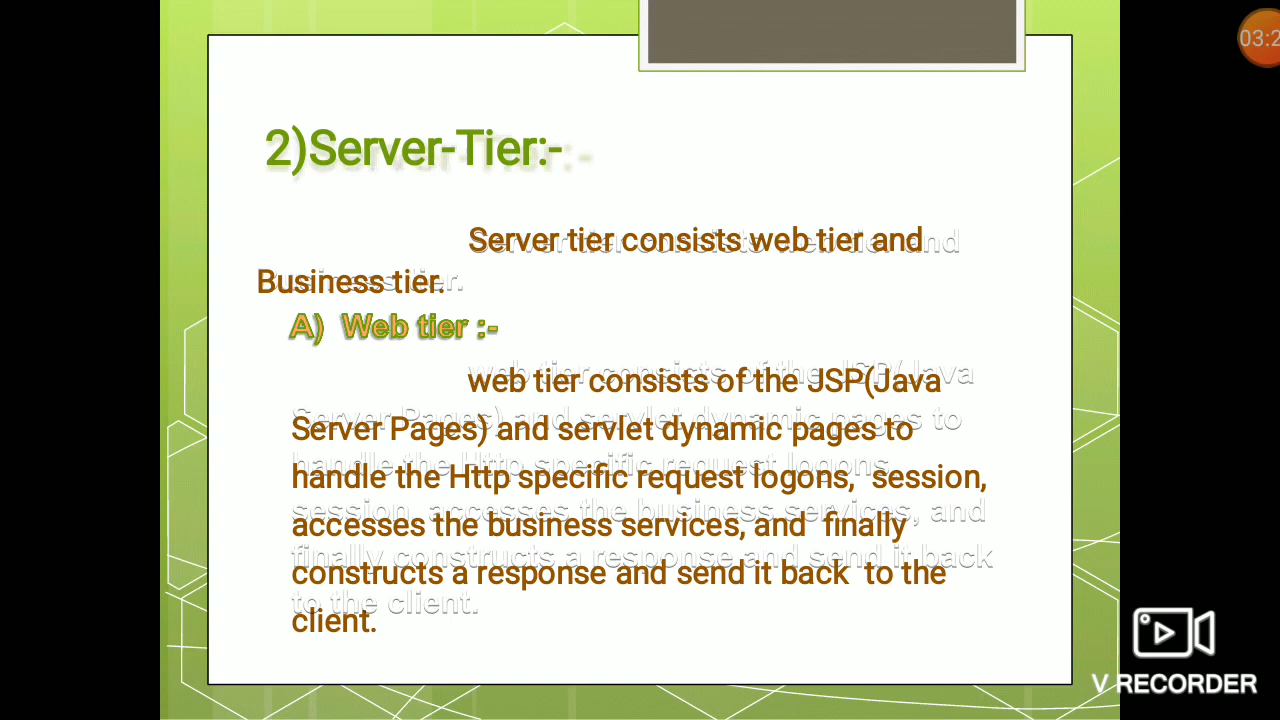 03:2
2)Server-Tier:-
Server tier consists web tier and
Business tier.
A) Web tier :-
web tier consists of the JSP(Java
Server Pages) and servlet dynamic pages to
handle the Http specific request logons, session,
accesses the business services, and finally
constructs a response and send it back to the
client.
V RECORDER